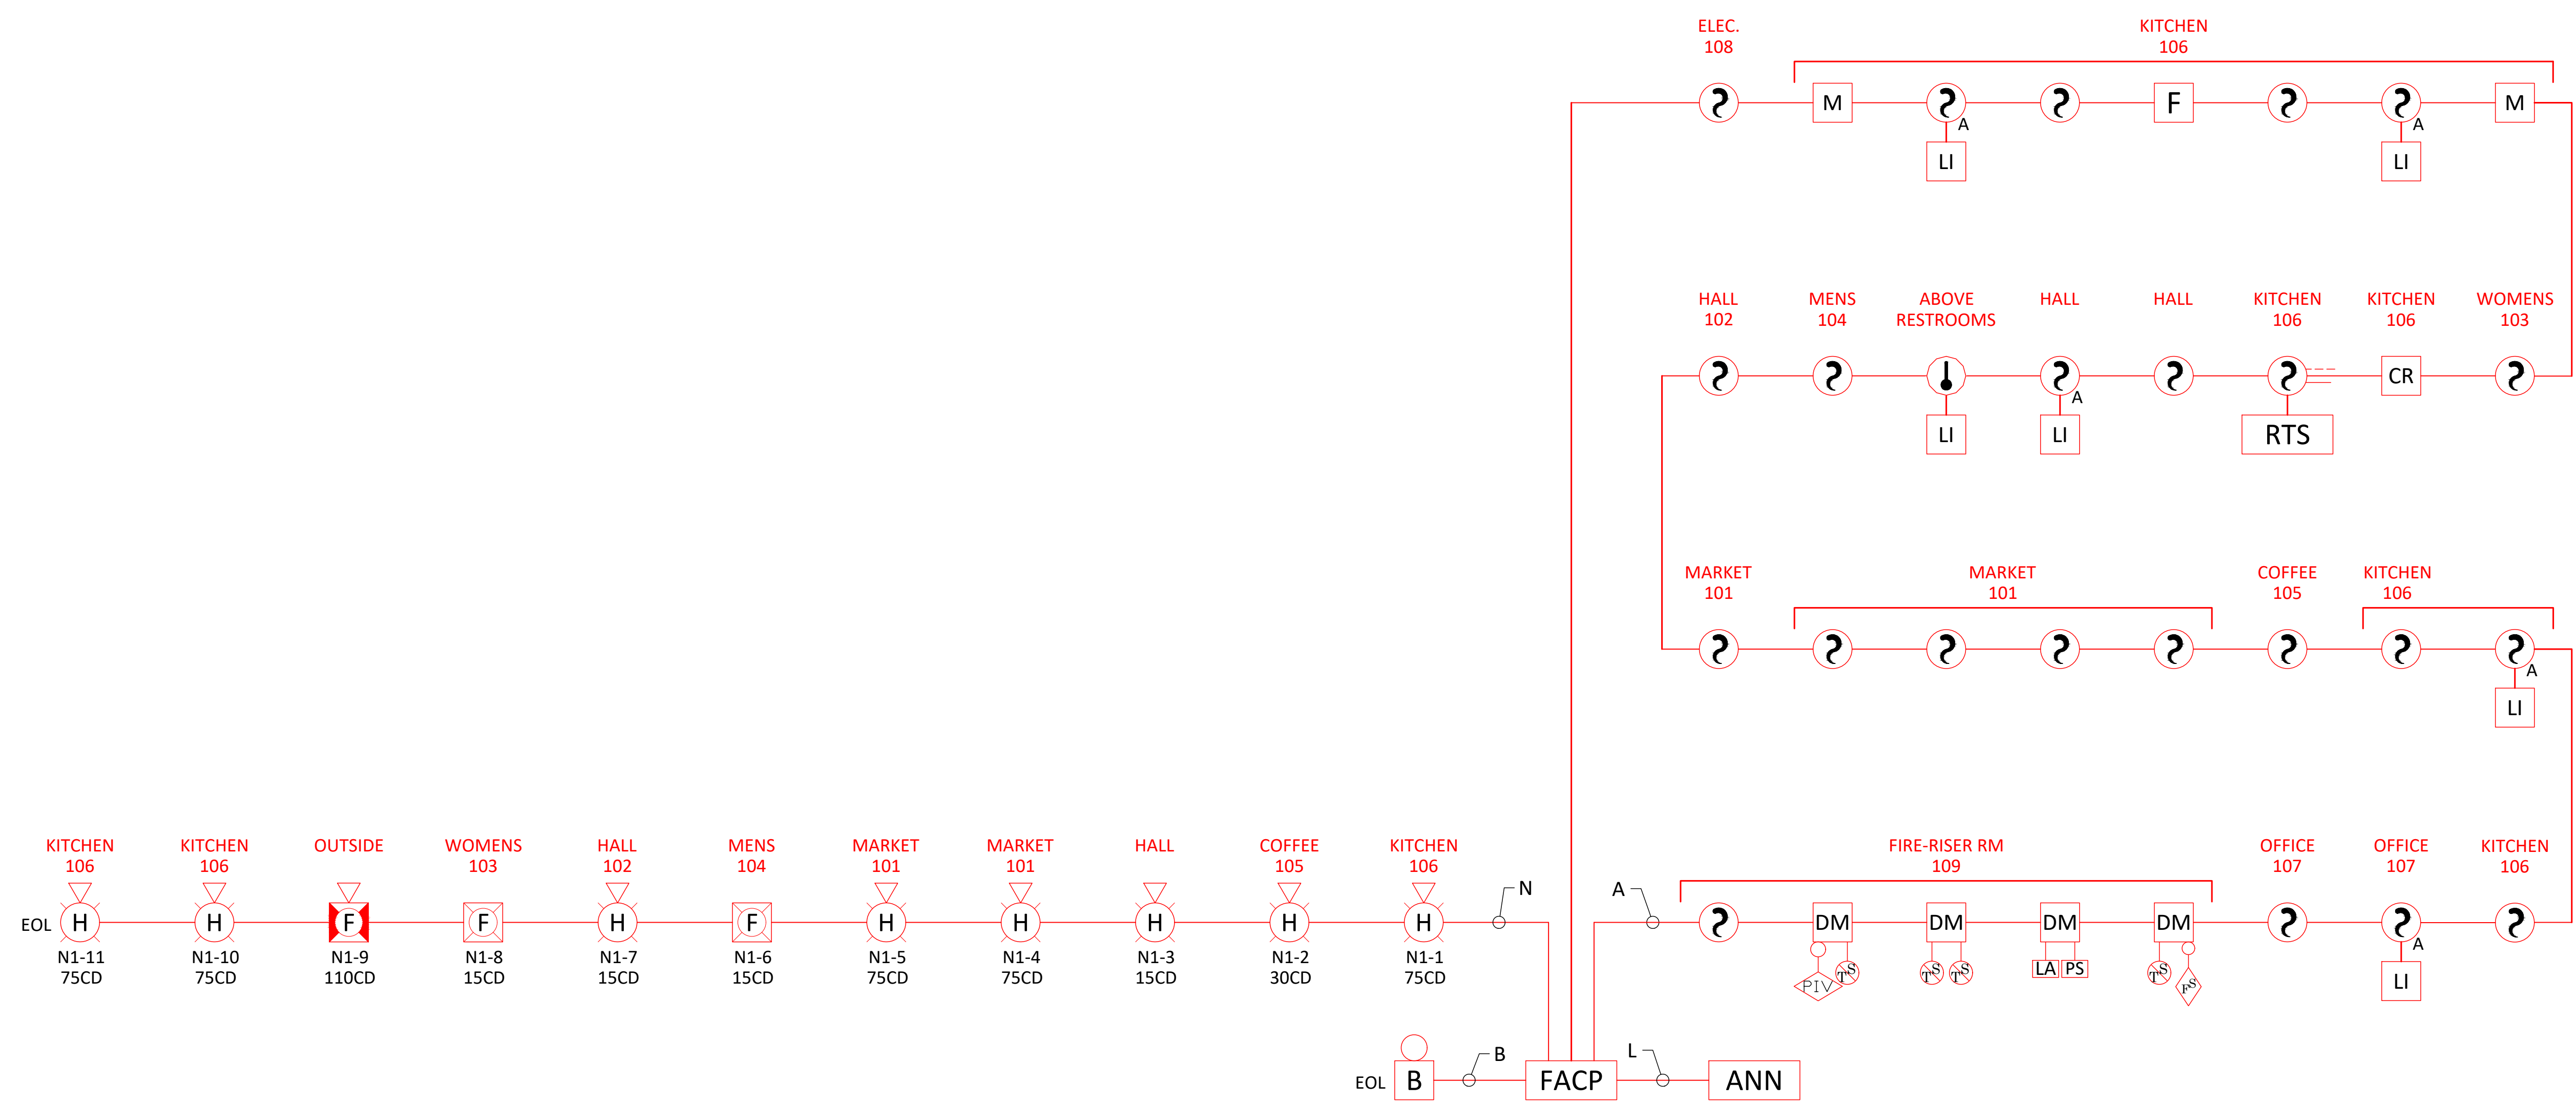 ELEC.
108
KITCHEN
106
M
A
LI
F
A
LI
M
HALL
102
MENS
104
ABOVE
RESTROOMS
HALL
HALL
KITCHEN
106
KITCHEN
106
WOMENS
103
LI
A
LI
RTS
CR
MARKET
101
MARKET
101
COFFEE
105
KITCHEN
106
A
LI
KITCHEN
106
KITCHEN
106
OUTSIDE
WOMENS
103
HALL
102
MENS
104
MARKET
101
MARKET
101
HALL
COFFEE
105
KITCHEN
106
EOL
H
H
F
F
H
F
H
H
H
H
H
N
N1-11
75CD
N1-10
75CD
N1-9
110CD
N1-8
15CD
N1-7
15CD
N1-6
15CD
N1-5
75CD
N1-4
75CD
N1-3
15CD
N1-2
30CD
N1-1
75CD
FIRE-RISER RM
109
OFFICE
107
OFFICE
107
KITCHEN
106
A
DM
DM
DM
DM
PIV
TS
TS
TS
LA
PS
TS
FS
A
LI
EOL
B
B
FACP
L
ANN